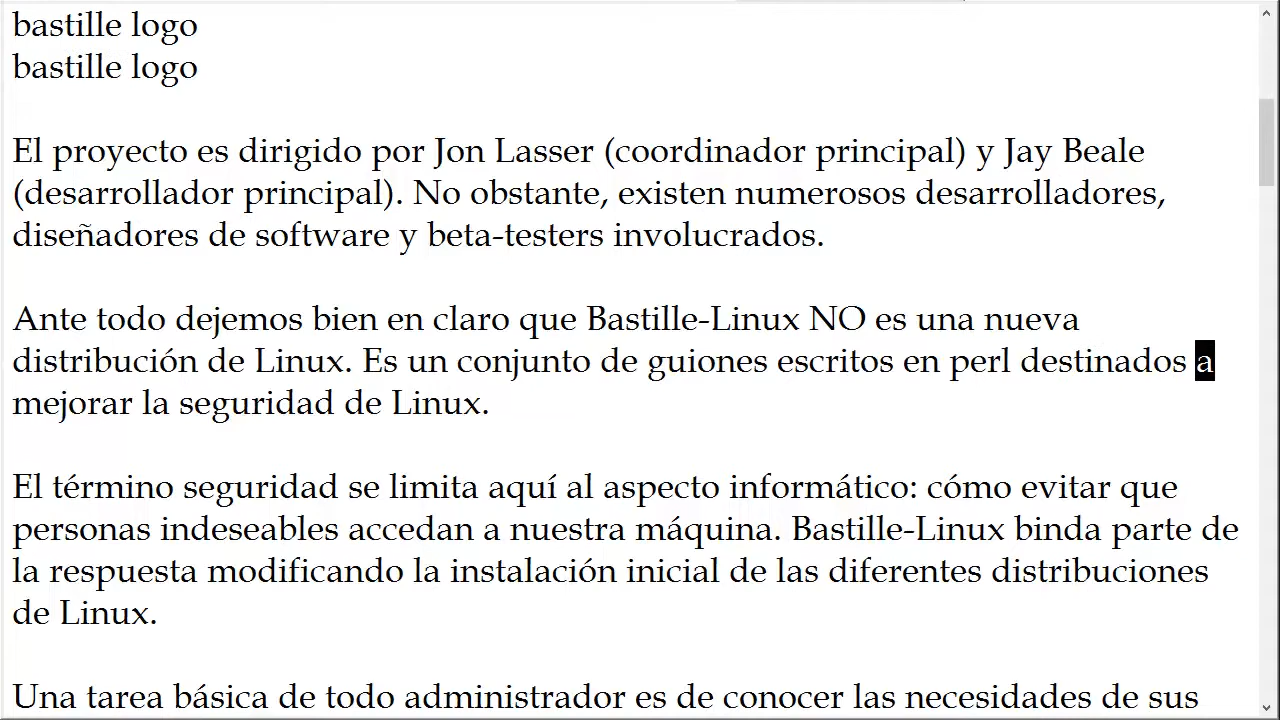 bastille logo
bastille logo
El proyecto es dirigido por Jon Lasser (coordinador principal) y Jay Beale
(desarrollador principal). No obstante, existen numerosos desarrolladores,
diseñadores de software y beta-testers involucrados.
Ante todo dejemos bien en claro que Bastille-Linux NO es una nueva
distribución de Linux. Es un conjunto de guiones escritos en perl destinados a
mejorar la seguridad de Linux.
El término seguridad se limita aquí al aspecto informático: cómo evitar que
personas indeseables accedan a nuestra máquina. Bastille-Linux binda parte de
la respuesta modificando la instalación inicial de las diferentes distribuciones
de Linux.
Una tarea básica de todo administrador es de conocer las necesidades de sus